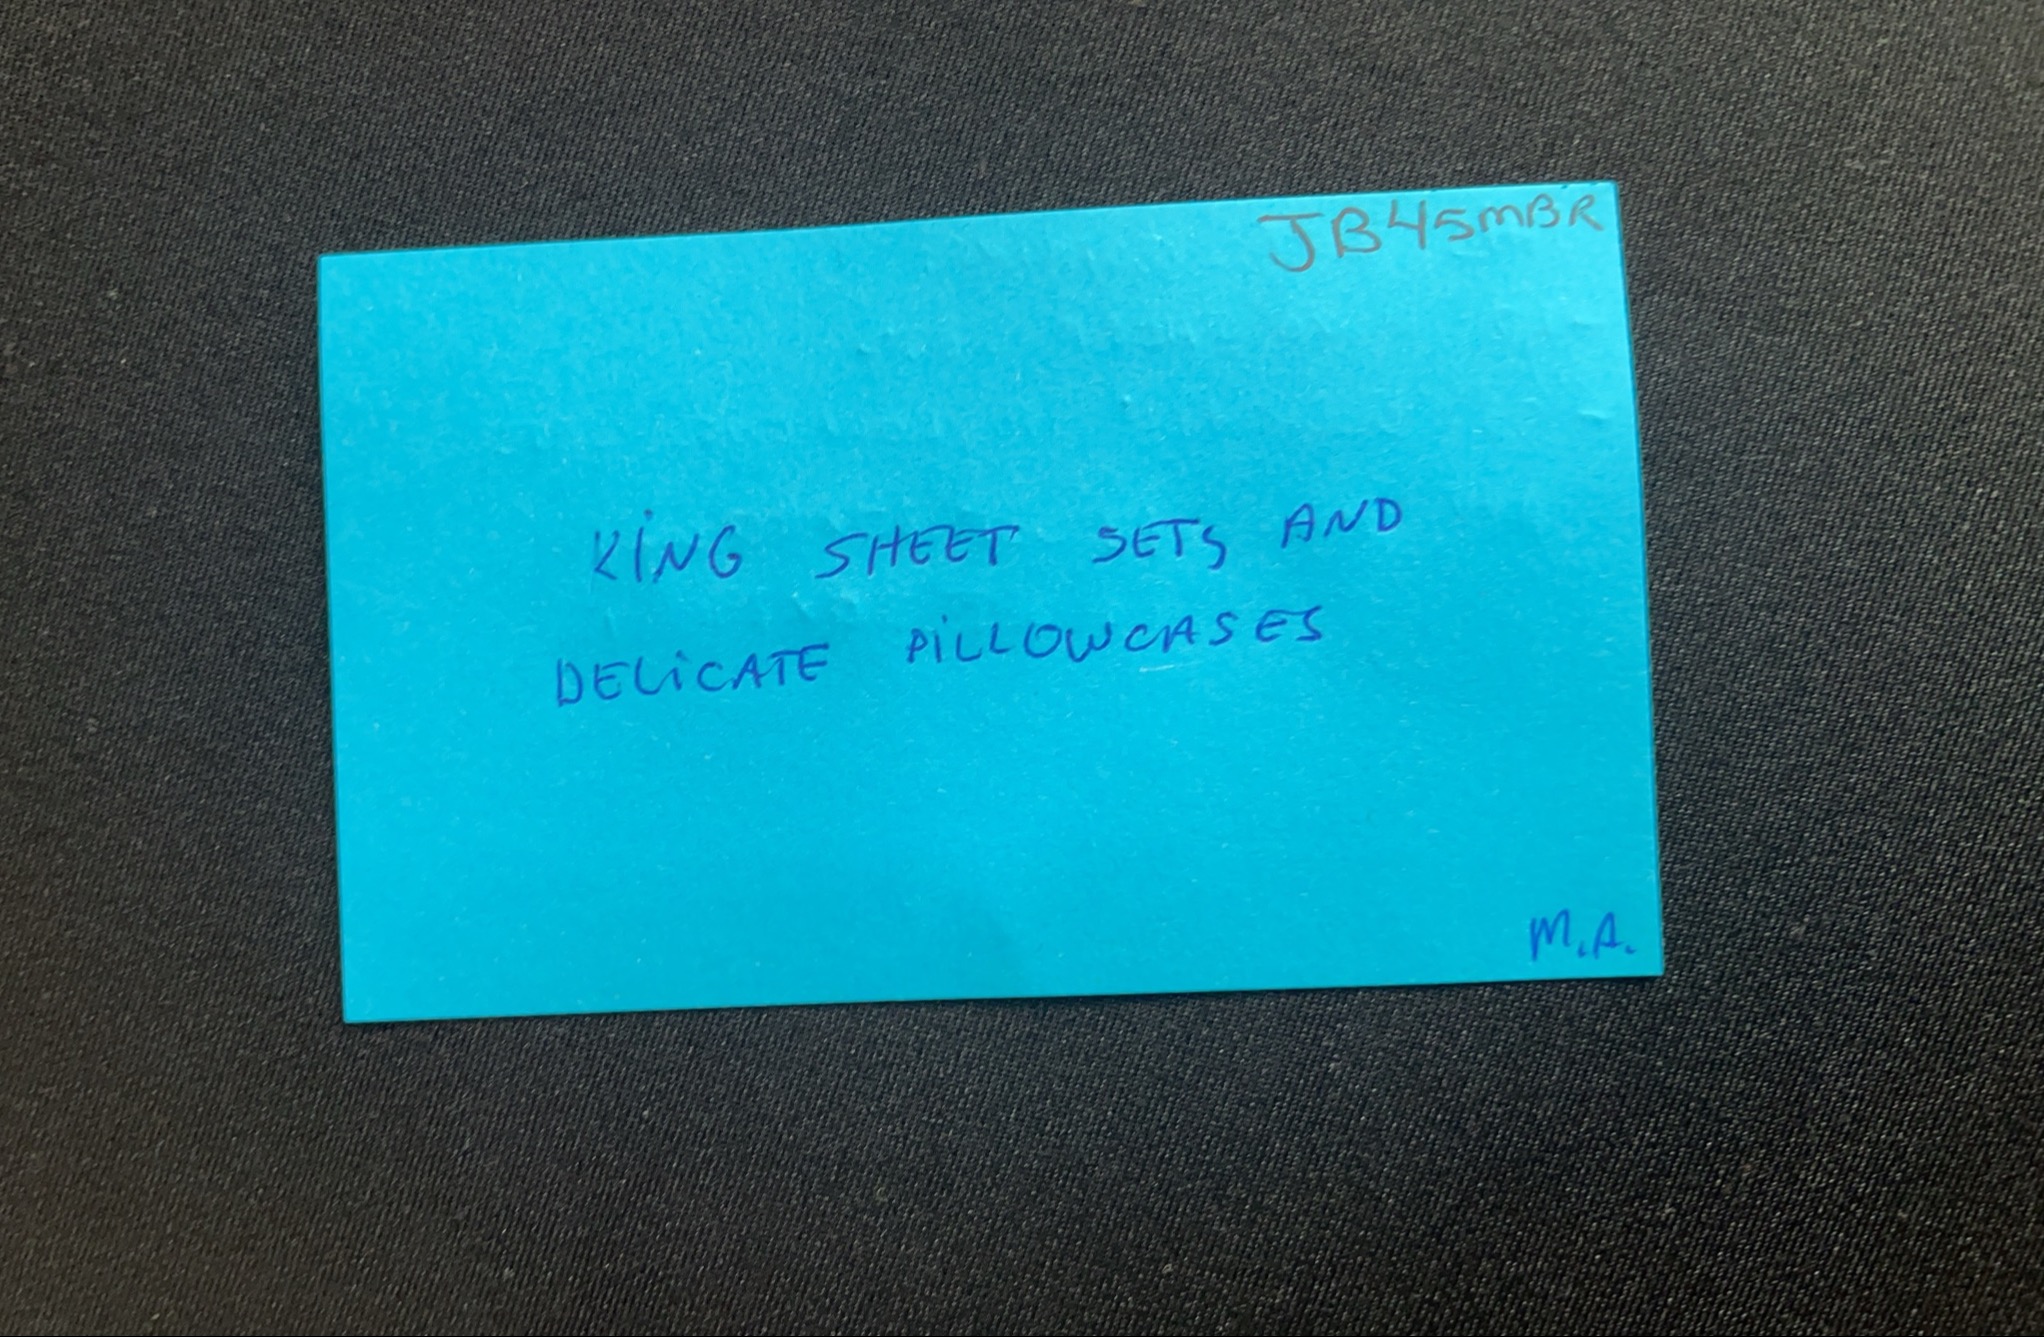 JB45mBR
KiNG SHEET SETS AND
DELiCATE PiLLOWCASES
M.A.